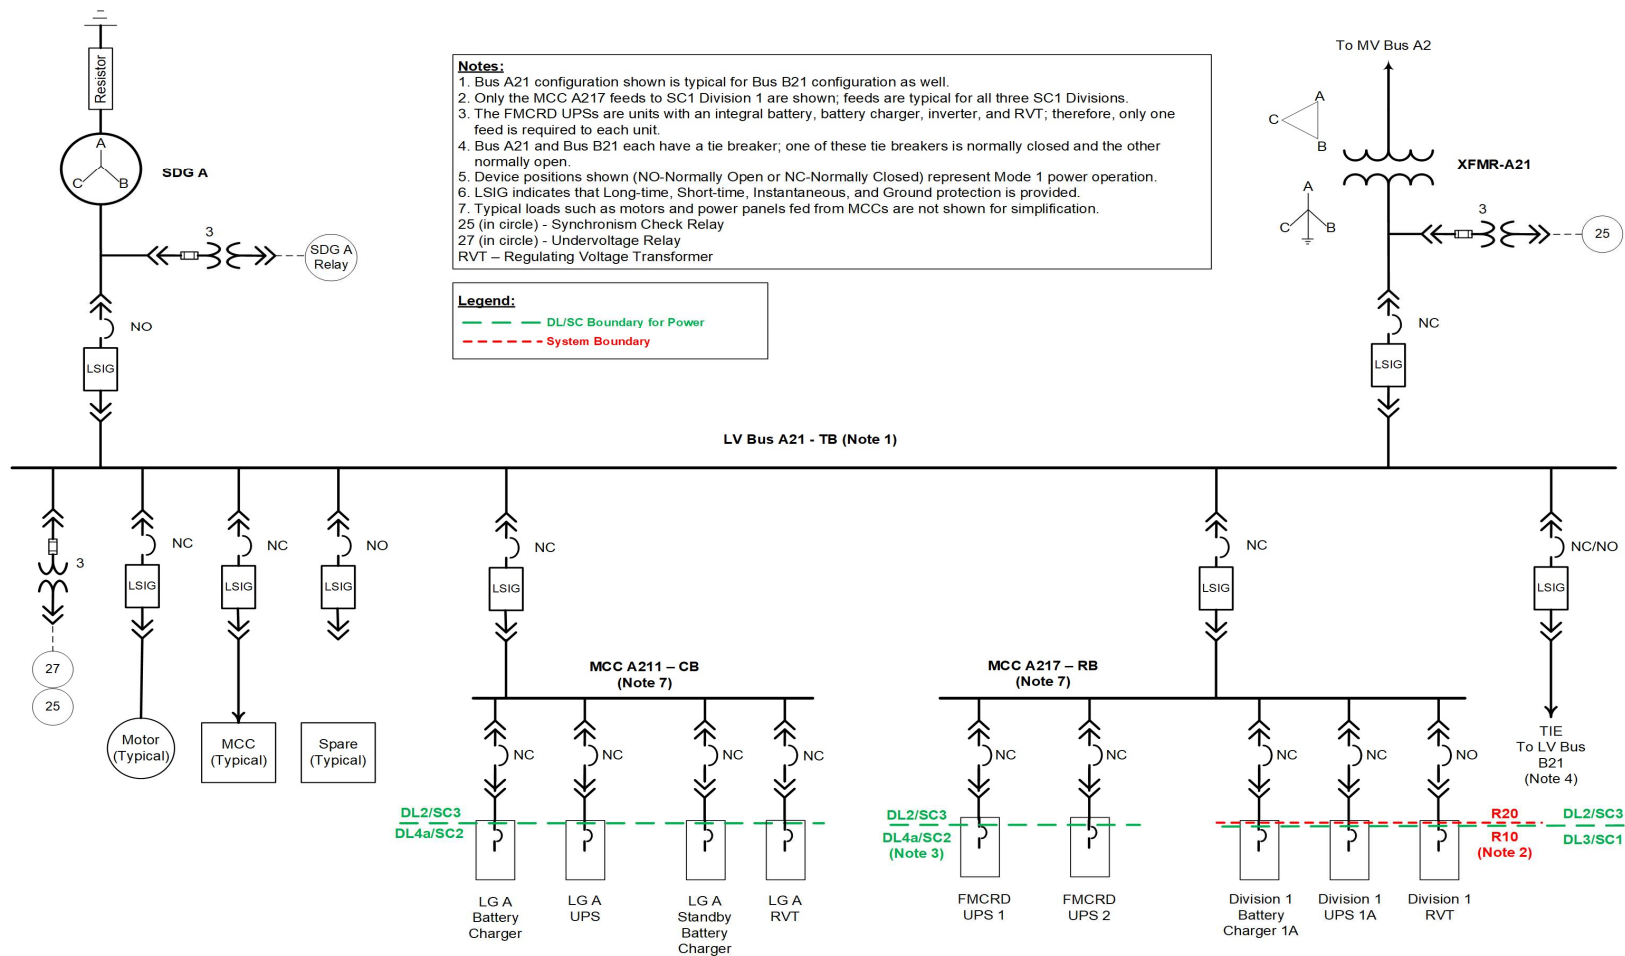 To MV Bus A2
Resistor
Notes:
1. Bus A21 configuration shown is typical for Bus B21 configuration as well.
2. Only the MCC A217 feeds to SC1 Division 1 are shown; feeds are typical for all three SC1 Divisions.
3. The FMCRD UPSs are units with an integral battery, battery charger, inverter, and RVT; therefore, only one
feed is required to each unit.
4. Bus A21 and Bus B21 each have a tie breaker; one of these tie breakers is normally closed and the other
normally open.
5. Device positions shown (NO-Normally Open or NC-Normally Closed) represent Mode 1 power operation.
6. LSIG indicates that Long-time, Short-time, Instantaneous, and Ground protection is provided.
7. Typical loads such as motors and power panels fed from MCCs are not shown for simplification.
25 (in circle) - Synchronism Check Relay
27 (in circle) - Undervoltage Relay
RVT – Regulating Voltage Transformer
A
C
B
SDG A
A
C
B
XFMR-A21
A
C
B
3
SDG A
Relay
3
25
Legend:
DL/SC Boundary for Power
System Boundary
NO
LSIG
NC
LSIG
LV Bus A21 - TB (Note 1)
3
27
25
NC
LSIG
Motor
(Typical)
NC
LSIG
MCC
(Typical)
NO
LSIG
Spare
(Typical)
NC
LSIG
NC
LSIG
NC/NO
LSIG
TIE
To LV Bus
B21
(Note 4)
MCC A211 – CB
(Note 7)
NC
NC
NC
NC
DL2/SC3
DL4a/SC2
LG A
Battery
Charger
LG A
UPS
LG A
Standby
Battery
Charger
LG A
RVT
MCC A217 – RB
(Note 7)
NC
NC
NC
NC
NO
DL2/SC3
DL4a/SC2
(Note 3)
R20
R10
(Note 2)
DL2/SC3
DL3/SC1
FMCRD
UPS 1
FMCRD
UPS 2
Division 1
Battery
Charger 1A
Division 1
UPS 1A
Division 1
RVT